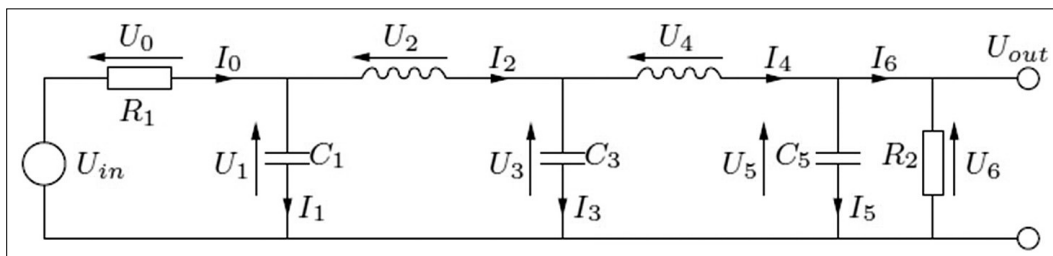 U0 I0 U2 I2 U4 I4 I6 Uout
R1
Uin U1 C1 U3 C3 U5 C5 R2 U6
I1 I3 I5